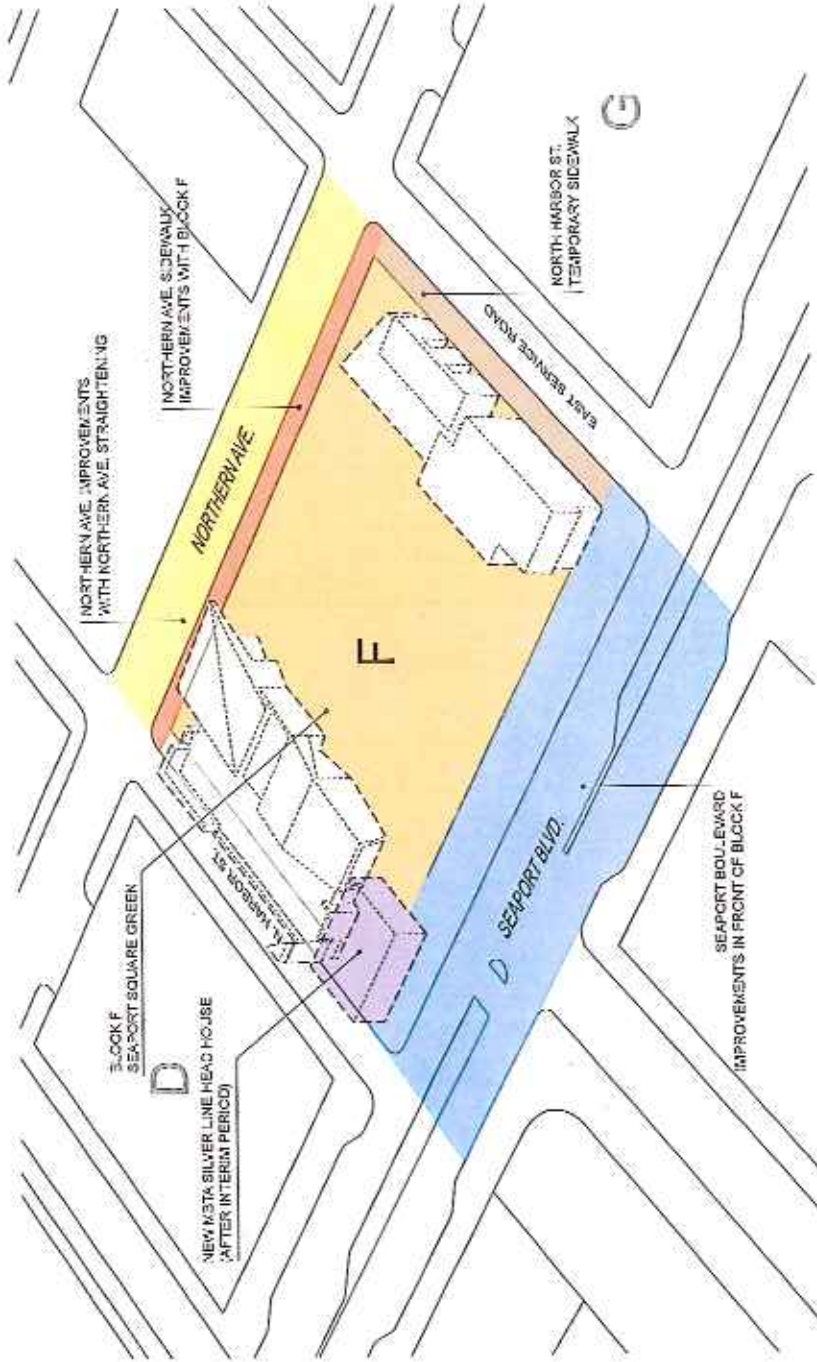 NORTHERN AVE. IMPROVEMENTS
WITH NORTHERN AVE. STRAIGHTENING
NORTHERN AVE. SIDEWALK
IMPROVEMENTS WITH BLOCK F
NORTHERN AVE.
BLOCK F
SEAPORT SQUARE GREEN
D
NEW MBTA SILVER LINE HEAD HOUSE
(AFTER INTERIM PERIOD)
N. HARBOR ST.
F
EAST SERVICE ROAD
NORTH HARBOR ST.
TEMPORARY SIDEWALK
G
SEAPORT BLVD.
SEAPORT BOULEVARD
IMPROVEMENTS IN FRONT OF BLOCK F